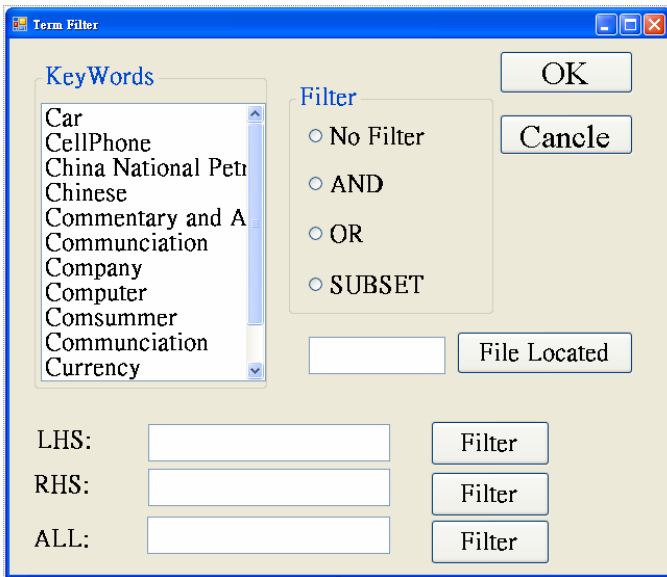 Term Filter
KeyWords
Car
CellPhone
China National Petr
Chinese
Commentary and A
Communciation
Company
Computer
Comsummer
Communciation
Currency
Filter
No Filter
AND
OR
SUBSET
OK
Cancle
File Located
LHS:
Filter
RHS:
Filter
ALL:
Filter